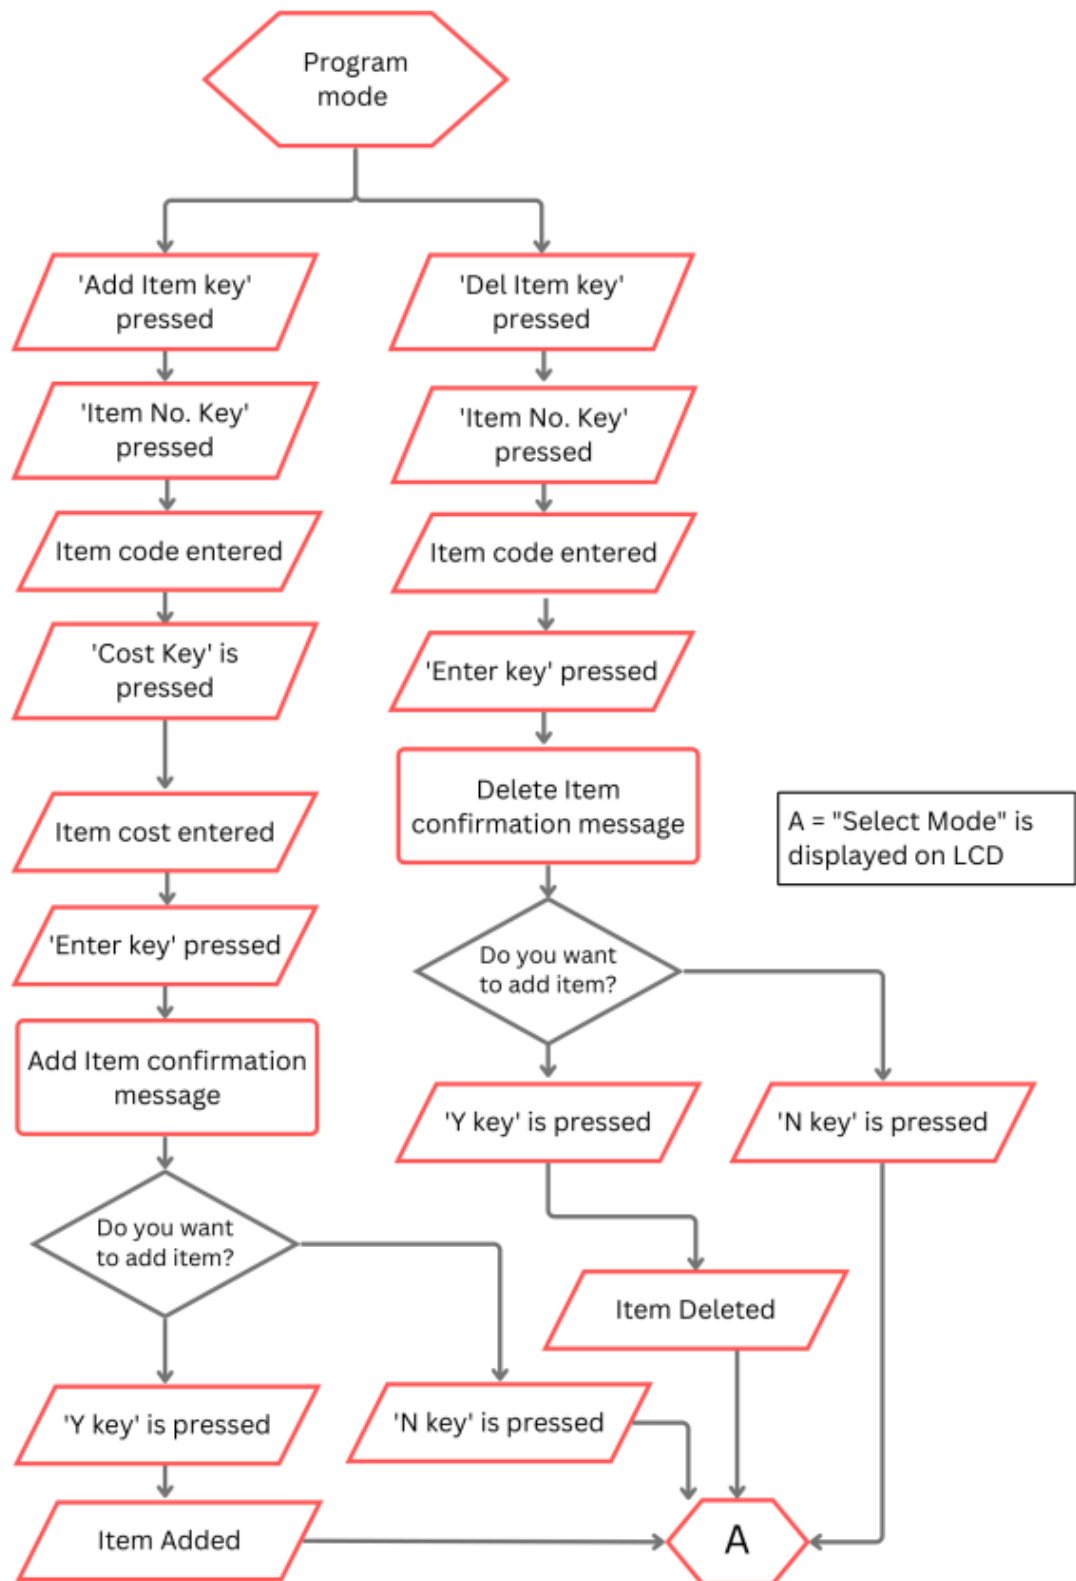 Program
mode
'Add Item key'
pressed
'Item No. Key'
pressed
Item code entered
'Cost Key' is
pressed
Item cost entered
'Enter key' pressed
Add Item confirmation
message
Do you want
to add item?
'Y key' is pressed
'N key' is pressed
Item Added
'Del Item key'
pressed
'Item No. Key'
pressed
Item code entered
'Enter key' pressed
Delete Item
confirmation message
Do you want
to add item?
'Y key' is pressed
'N key' is pressed
Item Deleted
A
A = "Select Mode" is
displayed on LCD